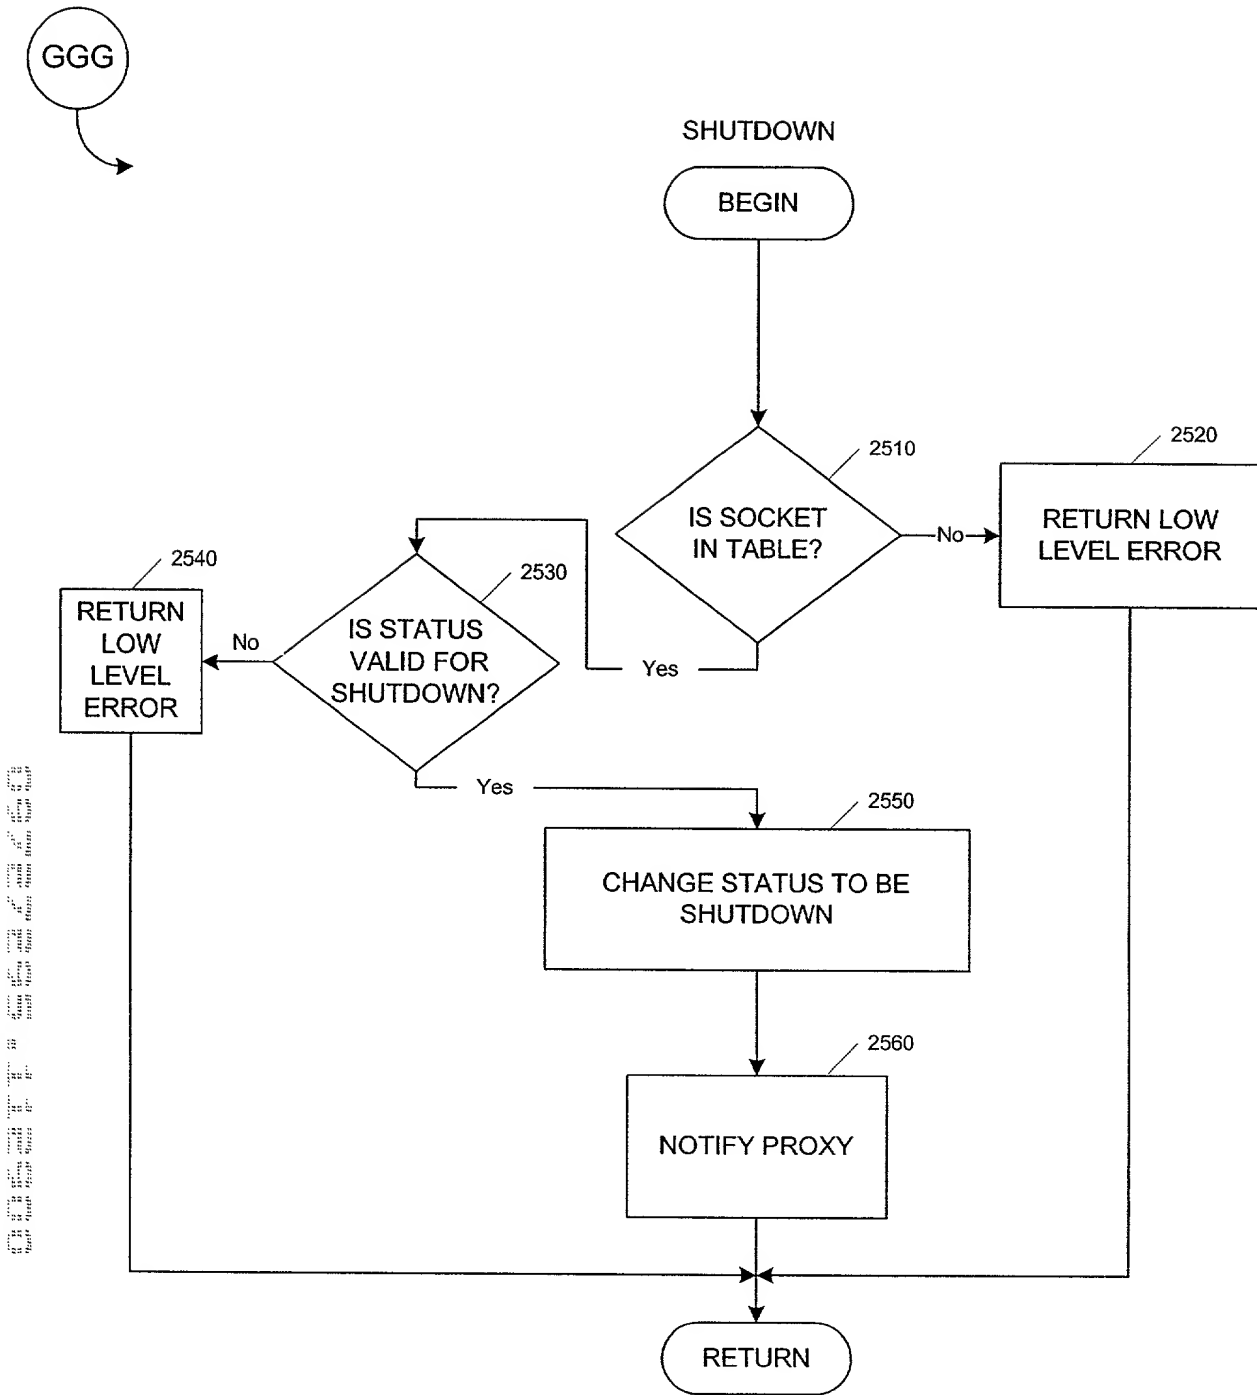 GGG
SHUTDOWN
BEGIN
2510
IS SOCKET
IN TABLE?
No
2520
RETURN LOW
LEVEL ERROR
Yes
2530
IS STATUS
VALID FOR
SHUTDOWN?
No
2540
RETURN
LOW
LEVEL
ERROR
Yes
2550
CHANGE STATUS TO BE
SHUTDOWN
2560
NOTIFY PROXY
RETURN